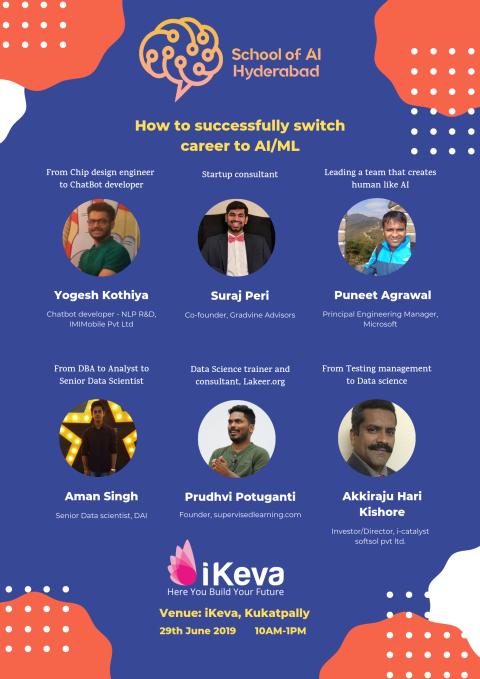 School of AI
Hyderabad
How to successfully switch
career to AI/ML
From Chip design engineer
to ChatBot developer
Startup consultant
Leading a team that creates
human like AI
Yogesh Kothiya
Suraj Peri
Puneet Agrawal
Chatbot developer - NLP R&D,
IMIMobile Pvt Ltd
Co-founder, Gradvine Advisors
Principal Engineering Manager,
Microsoft
From DBA to Analyst to
Senior Data Scientist
Data Science trainer and
consultant, Lakeer.org
From Testing management
to Data science
Aman Singh
Prudhvi Potuganti
Akkiraju Hari
Kishore
Senior Data scientist, DAI
Founder, supervisedlearning.com
Investor/Director, i-catalyst
softsol pvt ltd.
iKeva
Here You Build Your Future
Venue: iKeva, Kukatpally
29th June 2019 10AM-1PM